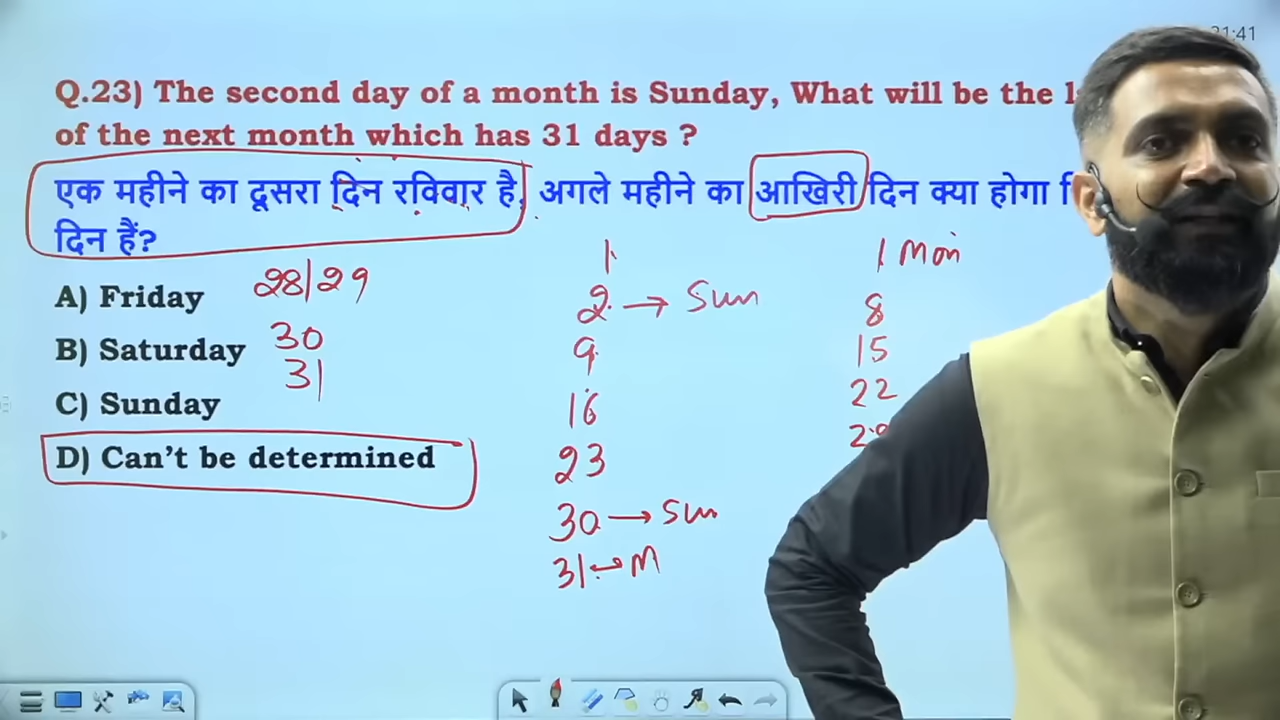 21:41
Q.23) The second day of a month is Sunday, What will be the
of the next month which has 31 days ?
एक महीने का दूसरा दिन रविवार है, अगले महीने का आखिरी दिन क्या होगा
दिन हैं?
A) Friday 28/29
B) Saturday 30
31
C) Sunday
D) Can't be determined
1
2 → Sun
9
16
23
30 → Sun
31 → M
1 Mon
8
15
22